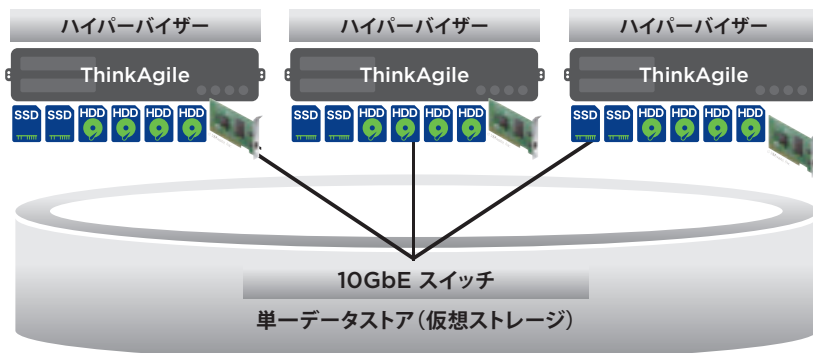 ハイパーバイザー ハイパーバイザー ハイパーバイザー
ThinkAgile ThinkAgile ThinkAgile
SSD SSD HDD HDD HDD HDD SSD SSD HDD HDD HDD HDD SSD SSD HDD HDD HDD HDD
10GbE スイッチ
単一データストア（仮想ストレージ）